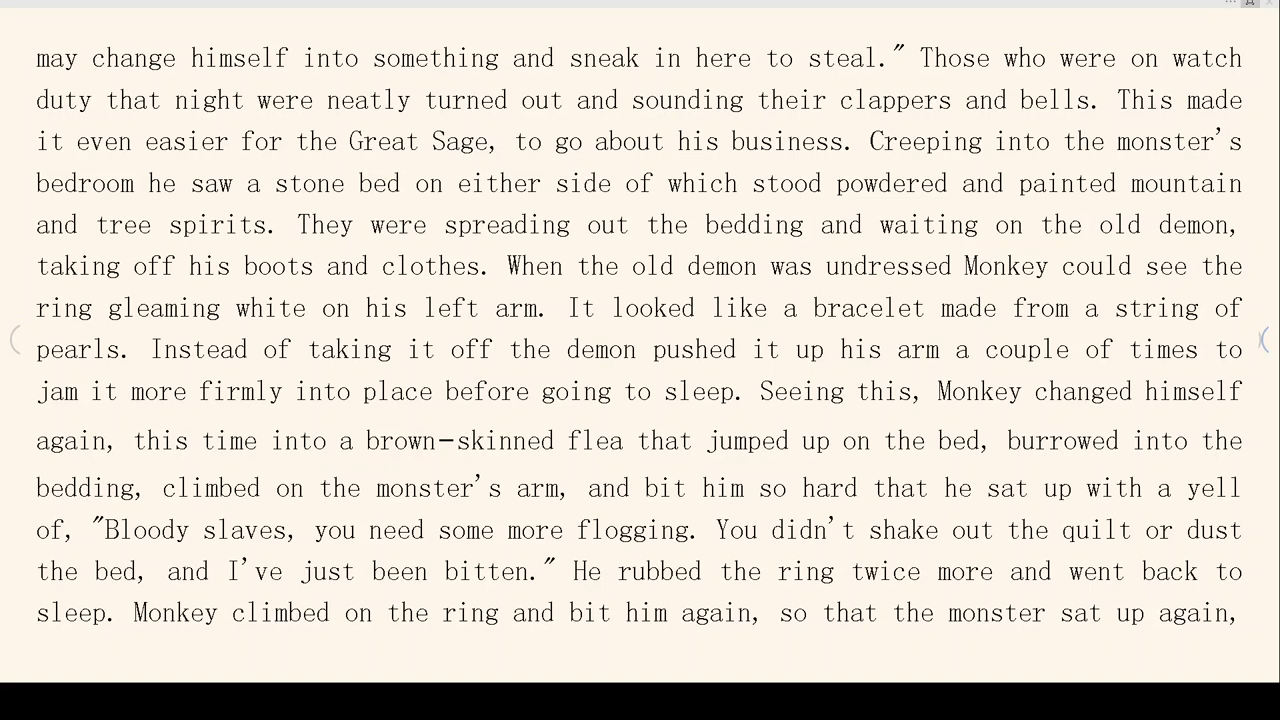 may change himself into something and sneak in here to steal." Those who were on watch
duty that night were neatly turned out and sounding their clappers and bells. This made
it even easier for the Great Sage, to go about his business. Creeping into the monster's
bedroom he saw a stone bed on either side of which stood powdered and painted mountain
and tree spirits. They were spreading out the bedding and waiting on the old demon,
taking off his boots and clothes. When the old demon was undressed Monkey could see the
ring gleaming white on his left arm. It looked like a bracelet made from a string of
pearls. Instead of taking it off the demon pushed it up his arm a couple of times to
jam it more firmly into place before going to sleep. Seeing this, Monkey changed himself
again, this time into a brown-skinned flea that jumped up on the bed, burrowed into the
bedding, climbed on the monster's arm, and bit him so hard that he sat up with a yell
of, "Bloody slaves, you need some more flogging. You didn't shake out the quilt or dust
the bed, and I've just been bitten." He rubbed the ring twice more and went back to
sleep. Monkey climbed on the ring and bit him again, so that the monster sat up again,